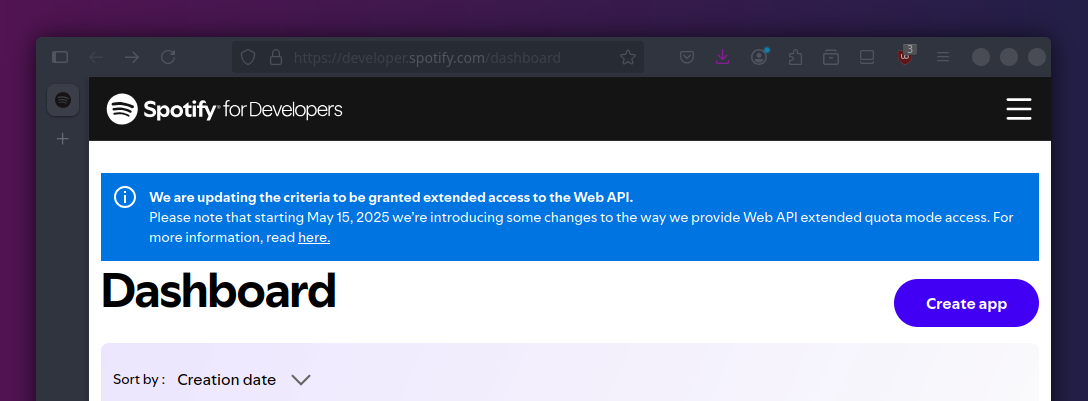 https://developer.spotify.com/dashboard
3
Spotify® for Developers
We are updating the criteria to be granted extended access to the Web API.
Please note that starting May 15, 2025 we're introducing some changes to the way we provide Web API extended quota mode access. For
more information, read here.
Dashboard
Create app
Sort by : Creation date